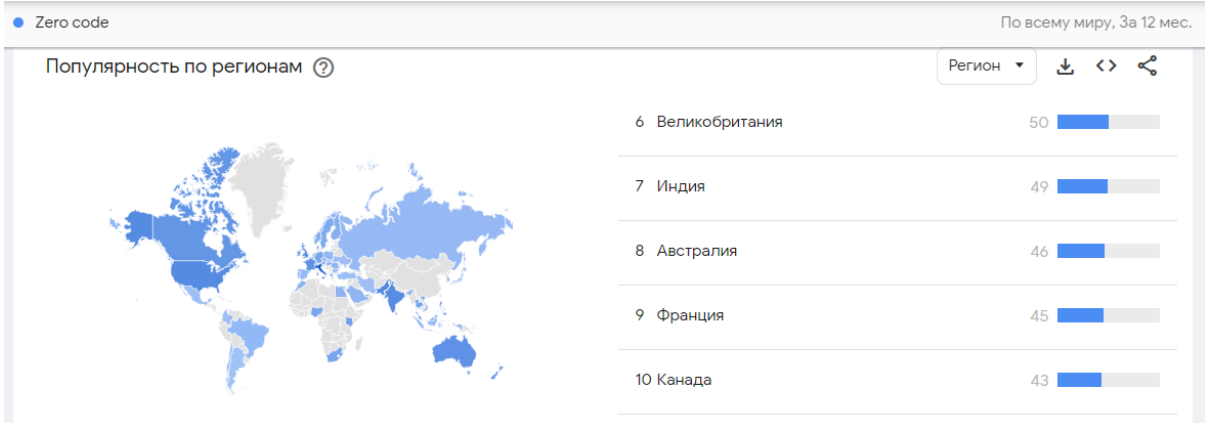 Zero code По всему миру, За 12 мес.
Популярность по регионам ? Регион
6 Великобритания 50
7 Индия 49
8 Австралия 46
9 Франция 45
10 Канада 43